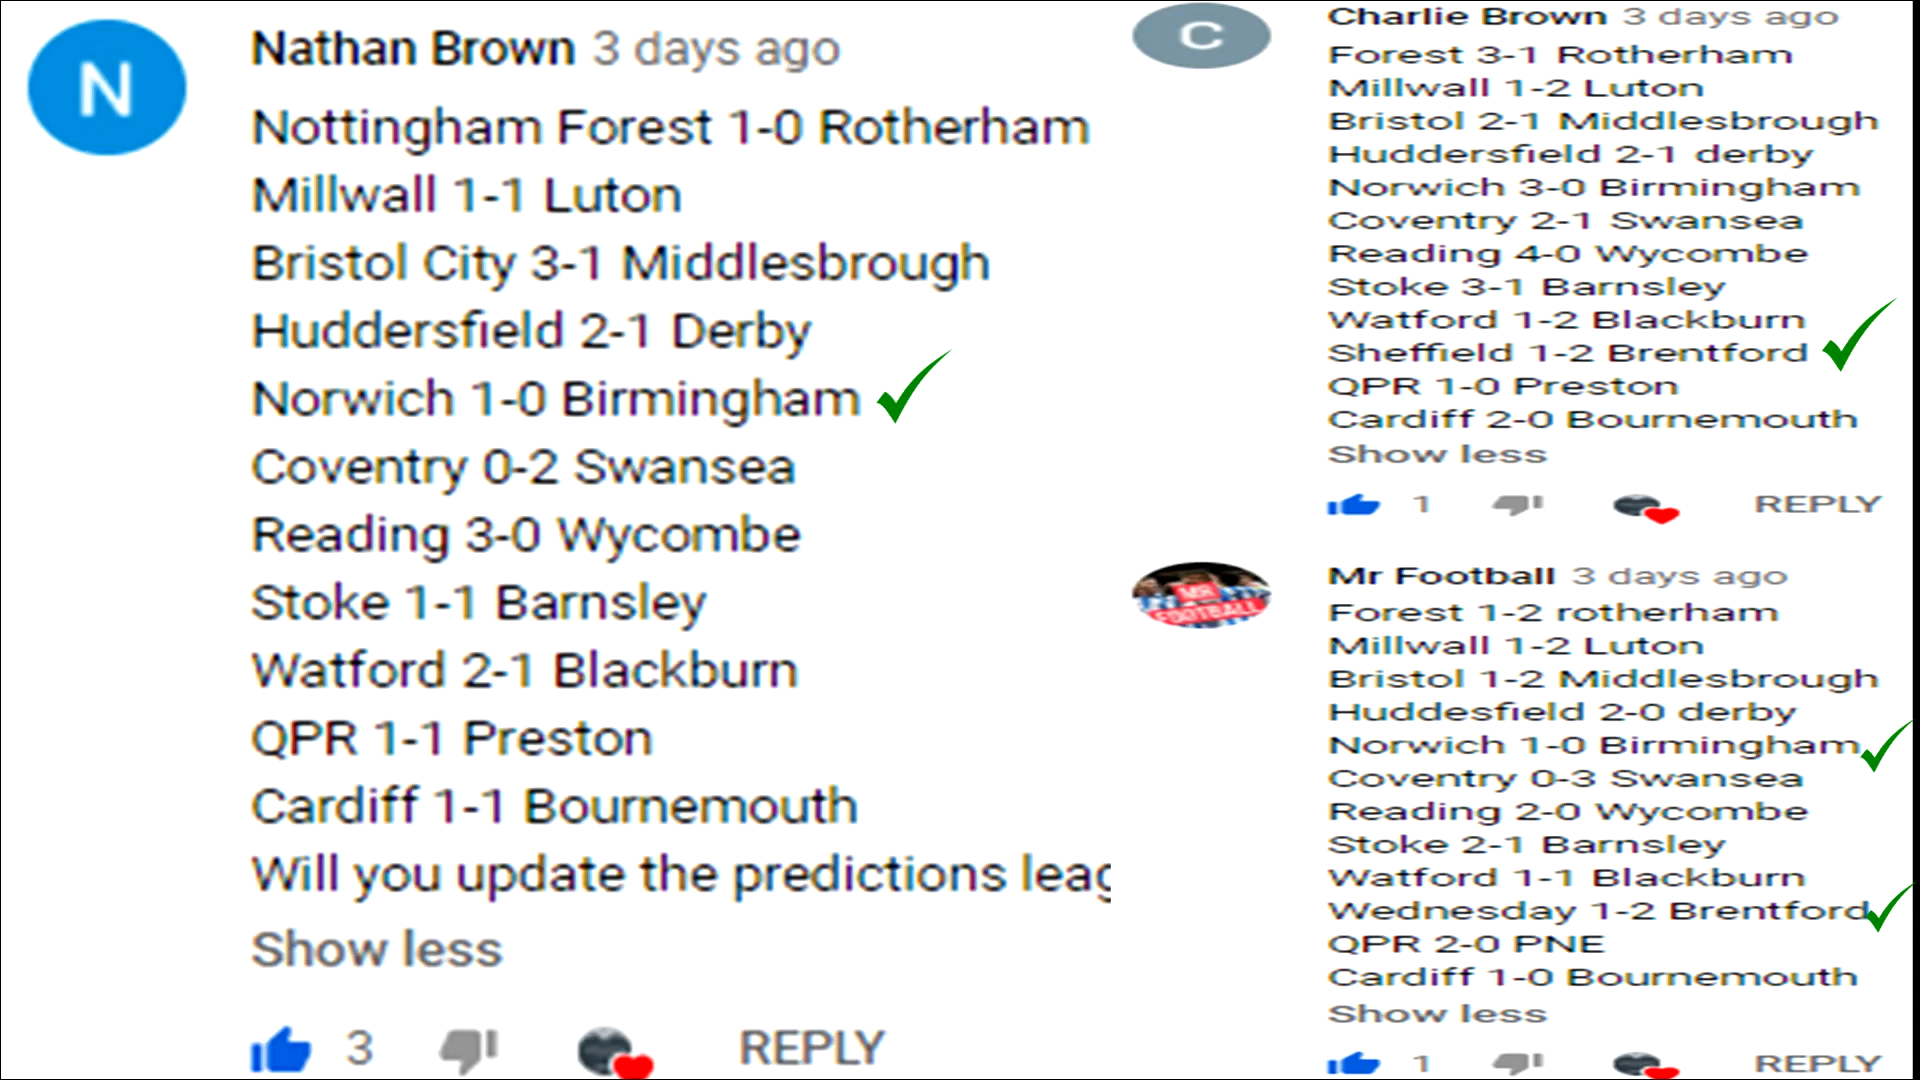 N
Nathan Brown 3 days ago
Nottingham Forest 1-0 Rotherham
Millwall 1-1 Luton
Bristol City 3-1 Middlesbrough
Huddersfield 2-1 Derby
Norwich 1-0 Birmingham
Coventry 0-2 Swansea
Reading 3-0 Wycombe
Stoke 1-1 Barnsley
Watford 2-1 Blackburn
QPR 1-1 Preston
Cardiff 1-1 Bournemouth
Will you update the predictions
Show less
3 REPLY
C
Charlie Brown 3 days ago
Forest 3-1 Rotherham
Millwall 1-2 Luton
Bristol 2-1 Middlesbrough
Huddersfield 2-1 derby
Norwich 3-0 Birmingham
Coventry 2-1 Swansea
Reading 4-0 Wycombe
Stoke 3-1 Barnsley
Watford 1-2 Blackburn
Sheffield 1-2 Brentford
QPR 1-0 Preston
Cardiff 2-0 Bournemouth
Show less
1 REPLY
MR
FOOTBALL
Mr Football 3 days ago
Forest 1-2 rotherham
Millwall 1-2 Luton
Bristol 1-2 Middlesbrough
Huddesfield 2-0 derby
Norwich 1-0 Birmingham
Coventry 0-3 Swansea
Reading 2-0 Wycombe
Stoke 2-1 Barnsley
Watford 1-1 Blackburn
Wednesday 1-2 Brentford
QPR 2-0 PNE
Cardiff 1-0 Bournemouth
Show less
1 REPLY